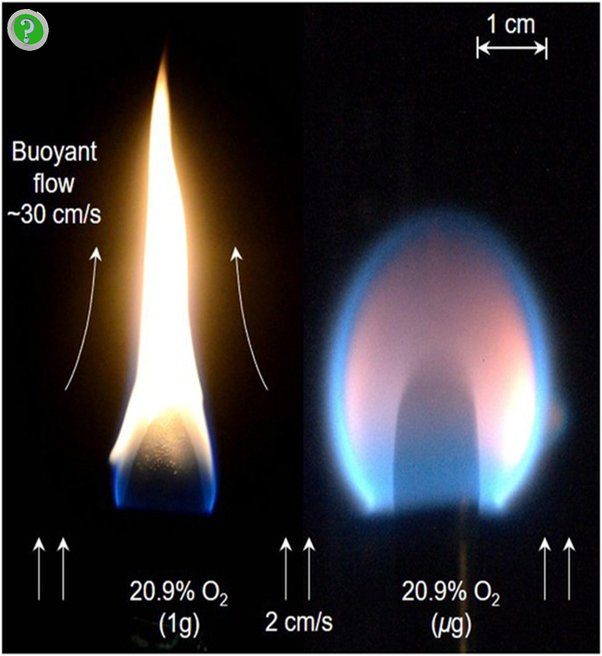 ?
1 cm
Buoyant
flow
~30 cm/s
20.9% O₂
(1g)
2 cm/s
20.9% O₂
(µg)